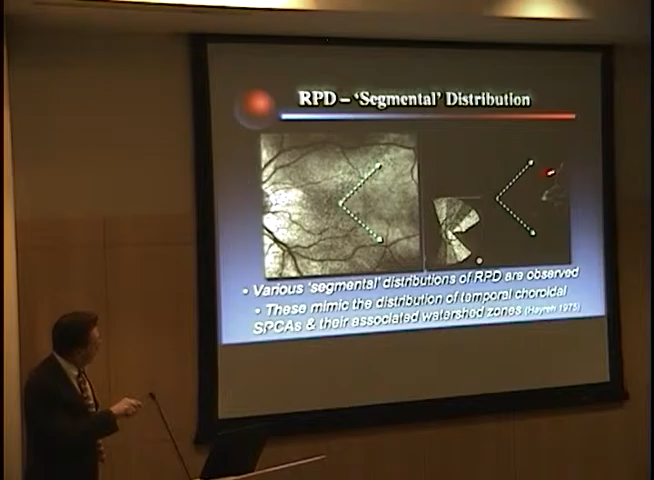 RPD – 'Segmental' Distribution
• Various 'segmental' distributions of RPD are observed
• These mimic the distribution of temporal choroidal
SPCAs & their associated watershed zones (Hayreh 1975)